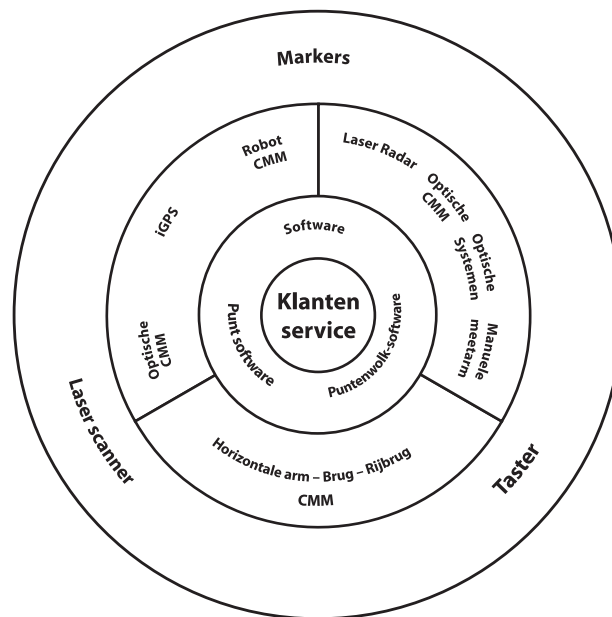 Markers
Robot
CMM
Laser Radar
Optische
CMM
iGPS
Optische
Systemen
Software
Klanten
service
Punt software
Puntenwolk-software
Optische
CMM
Manuele
meetarm
Laser scanner
Taster
Horizontale arm – Brug – Rijbrug
CMM